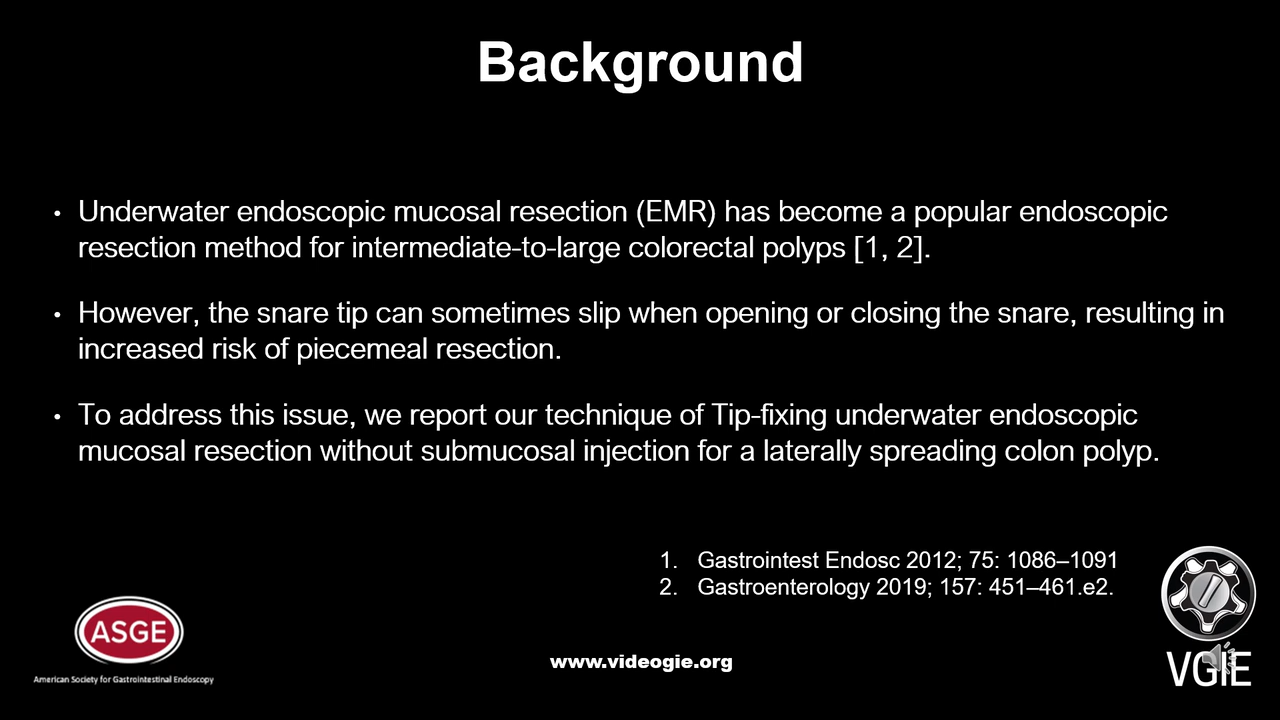 Background
• Underwater endoscopic mucosal resection (EMR) has become a popular endoscopic
resection method for intermediate-to-large colorectal polyps [1, 2].
• However, the snare tip can sometimes slip when opening or closing the snare, resulting in
increased risk of piecemeal resection.
• To address this issue, we report our technique of Tip-fixing underwater endoscopic
mucosal resection without submucosal injection for a laterally spreading colon polyp.
1. Gastrointest Endosc 2012; 75: 1086–1091
2. Gastroenterology 2019; 157: 451–461.e2.
ASGE
American Society for Gastrointestinal Endoscopy
www.videogie.org
VGIE